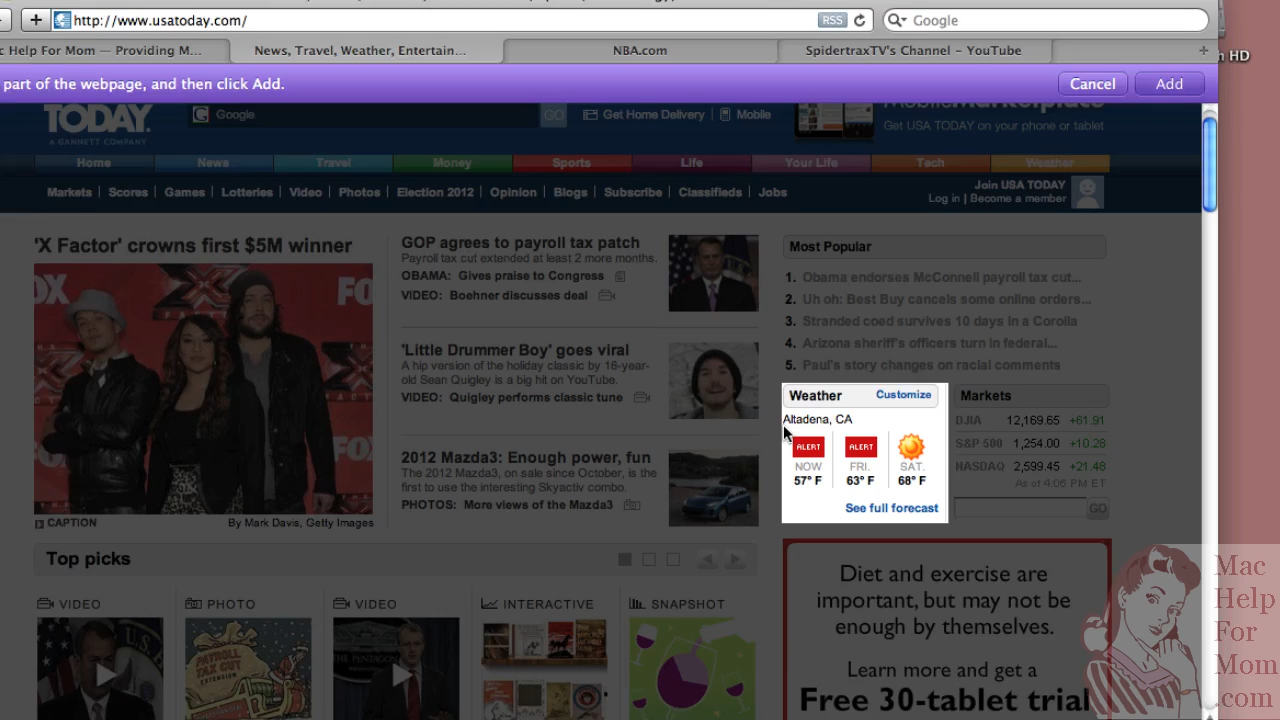 http://www.usatoday.com/
RSS
Google
h HD
c Help For Mom — Providing M...
News, Travel, Weather, Entertain...
NBA.com
SpidertraxTV's Channel – YouTube
part of the webpage, and then click Add.
Cancel
Add
TODAY
A GANNETT COMPANY
Google
GO
Get Home Delivery
Mobile
Marketplace
Get USA TODAY on your phone or tablet
Home
News
Travel
Money
Sports
Life
Your Life
Tech
Weather
Markets | Scores | Games | Lotteries | Video | Photos | Election 2012 | Opinion | Blogs | Subscribe | Classifieds | Jobs
Join USA TODAY
Log in | Become a member
'X Factor' crowns first $5M winner
FOX
CAPTION
By Mark Davis, Getty Images
GOP agrees to payroll tax patch
Payroll tax cut extended at least 2 more months.
OBAMA: Gives praise to Congress
VIDEO: Boehner discusses deal
'Little Drummer Boy' goes viral
A hip version of the holiday classic by 16-year-
old Sean Quigley is a big hit on YouTube.
VIDEO: Quigley performs classic tune
2012 Mazda3: Enough power, fun
The 2012 Mazda3, on sale since October, is the
first to use the interesting Skyactiv combo.
PHOTOS: More views of the Mazda3
Most Popular
1. Obama endorses McConnell payroll tax cut...
2. Uh oh: Best Buy cancels some online orders...
3. Stranded coed survives 10 days in a Corolla
4. Arizona sheriff's officers turn in federal...
5. Paul's story changes on racial comments
Weather
Customize
Altadena, CA
ALERT
ALERT
NOW
FRI.
SAT.
57° F
63° F
68° F
See full forecast
Markets
DJIA 12,169.65 +61.91
S&P 500 1,254.00 +10.28
NASDAQ 2,599.45 +21.48
As of 4:06 PM ET
GO
Top picks
VIDEO
PHOTO
VIDEO
INTERACTIVE
SNAPSHOT
PAYROLL
TAX CUT
EXTENSION
THE PENTAGON
Diet and exercise are
important, but may not be
enough by themselves.
Learn more and get a
Free 30-tablet trial
Mac
Help
For
Mom
.com